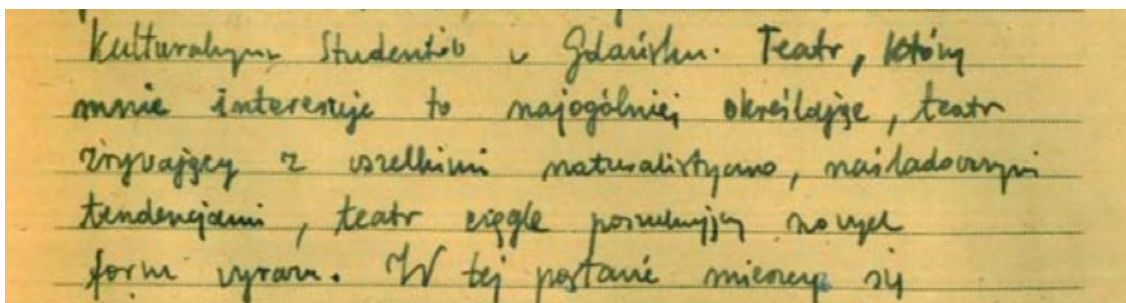 Kulturalnym Studentów w Gdańsku. Teatr, który
mnie interesuje to najogólniej określając, teatr
zrywający z wszelkimi naturalistyczno, naśladowczymi
tendencjami, teatr ciągle poszukujący nowych
form wyrazu. W tej postawie mieszczę się